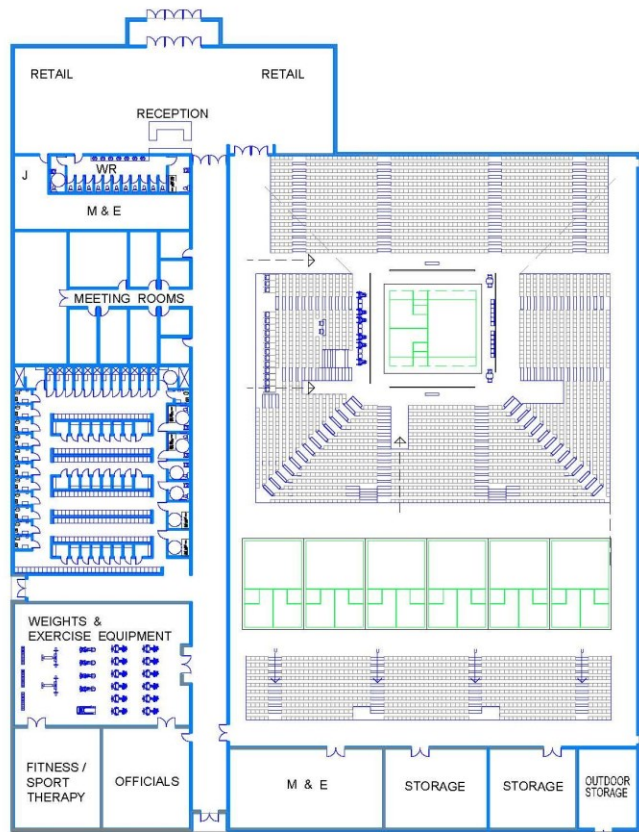 RETAIL
RETAIL
RECEPTION
J
WR
M & E
MEETING ROOMS
WEIGHTS &
EXERCISE EQUIPMENT
FITNESS /
SPORT
THERAPY
OFFICIALS
M & E
STORAGE
STORAGE
OUTDOOR
STORAGE